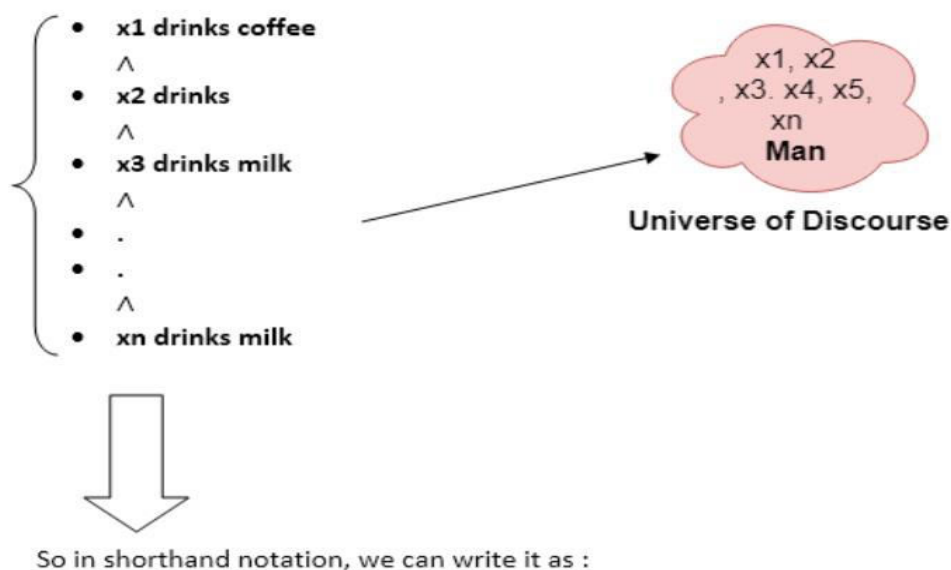 • x1 drinks coffee
∧
• x2 drinks
∧
• x3 drinks milk
∧
• .
• .
∧
• xn drinks milk
x1, x2
, x3. x4, x5,
xn
Man
Universe of Discourse
So in shorthand notation, we can write it as :